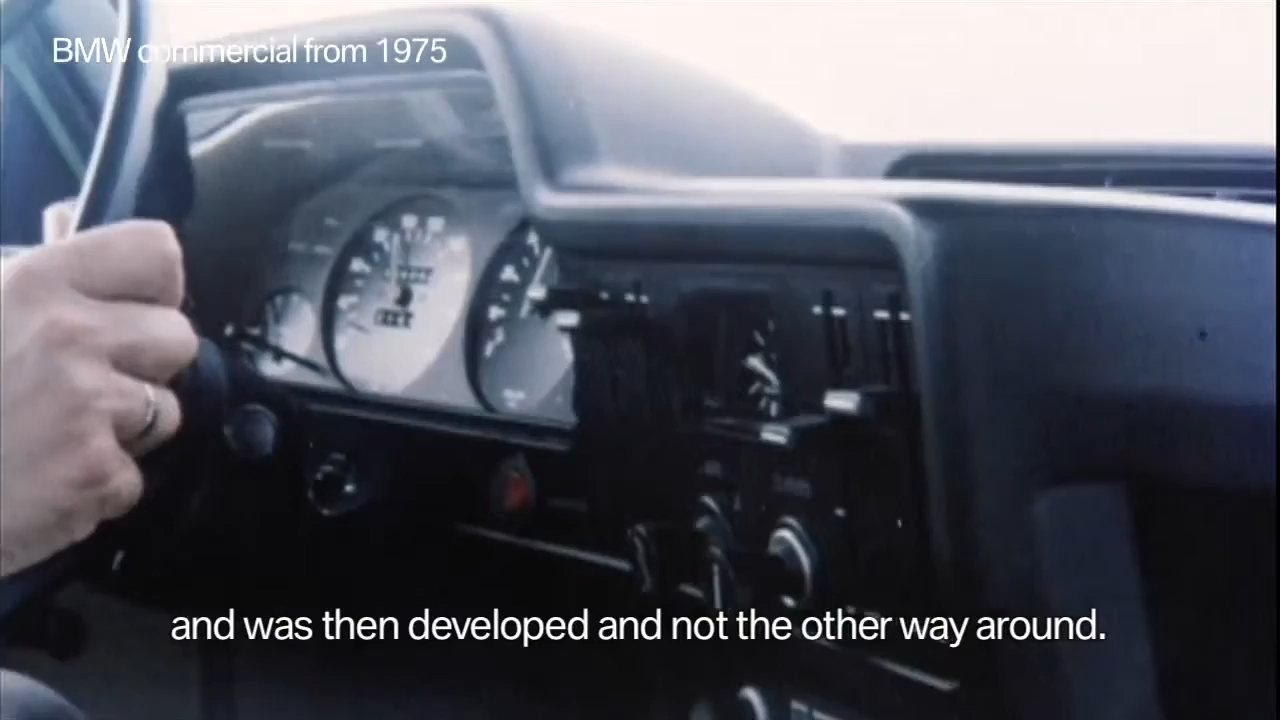 BMW commercial from 1975
and was then developed and not the other way around.